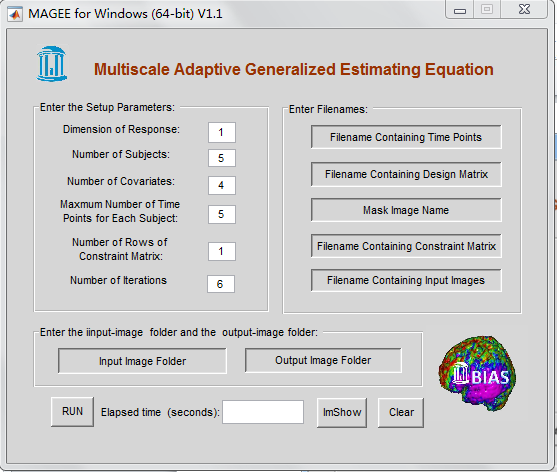 MAGEE for Windows (64-bit) V1.1
Multiscale Adaptive Generalized Estimating Equation
Enter the Setup Parameters:
Dimension of Response:
1
Number of Subjects:
5
Number of Covariates:
4
Maxmum Number of Time
Points for Each Subject:
5
Number of Rows of
Constraint Matrix:
1
Number of Iterations
6
Enter Filenames:
Filename Containing Time Points
Filename Containing Design Matrix
Mask Image Name
Filename Containing Constraint Matrix
Filename Containing Input Images
Enter the iinput-image folder and the output-image folder:
Input Image Folder
Output Image Folder
BIAS
RUN
Elapsed time (seconds):
ImShow
Clear